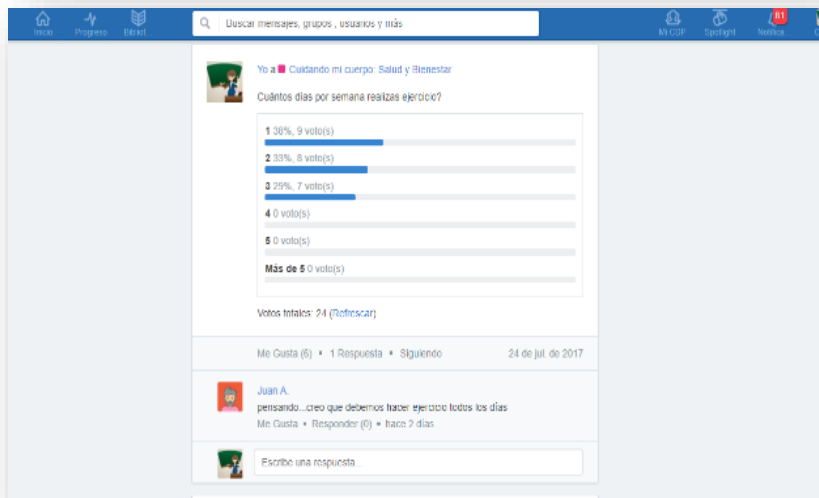 Buscar mensajes, grupos , usuarios y más
61
Inicio
Progreso
Bibliot
Mi COP
Spotlight
Notifica...
Yo a Cuidando mi cuerpo: Salud y Bienestar
Cuántos días por semana realizas ejercicio?
1 38%, 9 voto(s)
2 33%, 8 voto(s)
3 29%, 7 voto(s)
4 0 voto(s)
5 0 voto(s)
Más de 5 0 voto(s)
Votos totales: 24 (Refrescar)
Me Gusta (6) • 1 Respuesta • Siguiendo 24 de jul. de 2017
Juan A.
pensando...creo que debemos hacer ejercicio todos los días
Me Gusta • Responder (0) • hace 2 días
Escribe una respuesta...